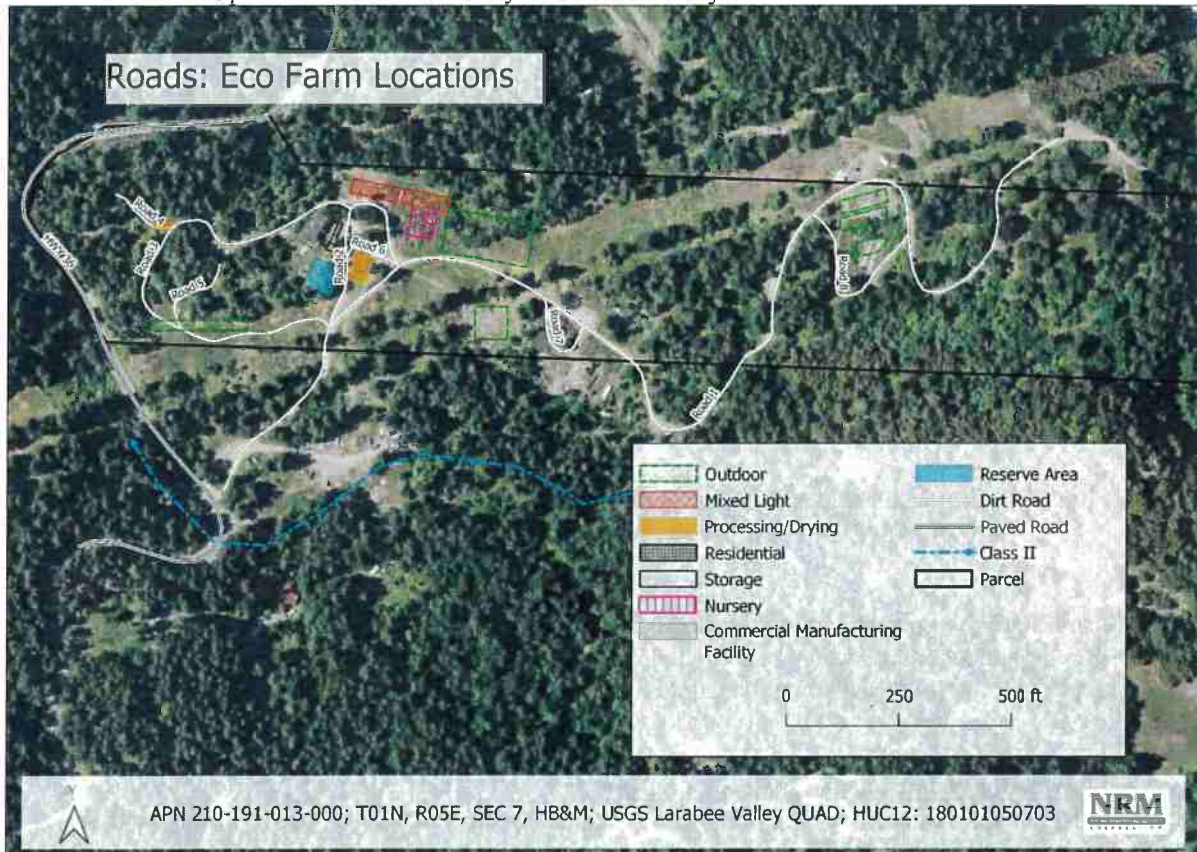 Roads: Eco Farm Locations
Road 4
Road 3
HWY36
Road 5
Road 2
Road 6
Road 7
Road 1
Outdoor
Mixed Light
Processing/Drying
Residential
Storage
Nursery
Commercial Manufacturing
Facility
Reserve Area
Dirt Road
Paved Road
Class II
Parcel
0 250 500 ft
APN 210-191-013-000; T01N, R05E, SEC 7, HB&M; USGS Larabee Valley QUAD; HUC12: 180101050703
NRM